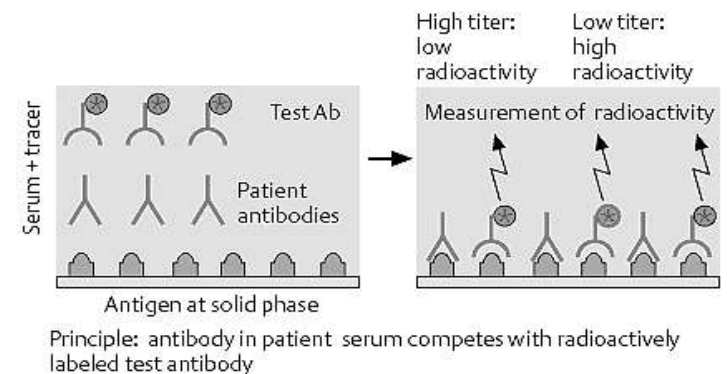 High titer:
low
radioactivity
Low titer:
high
radioactivity
Serum + tracer
Test Ab
Patient
antibodies
Measurement of radioactivity
Antigen at solid phase
Principle: antibody in patient serum competes with radioactively
labeled test antibody